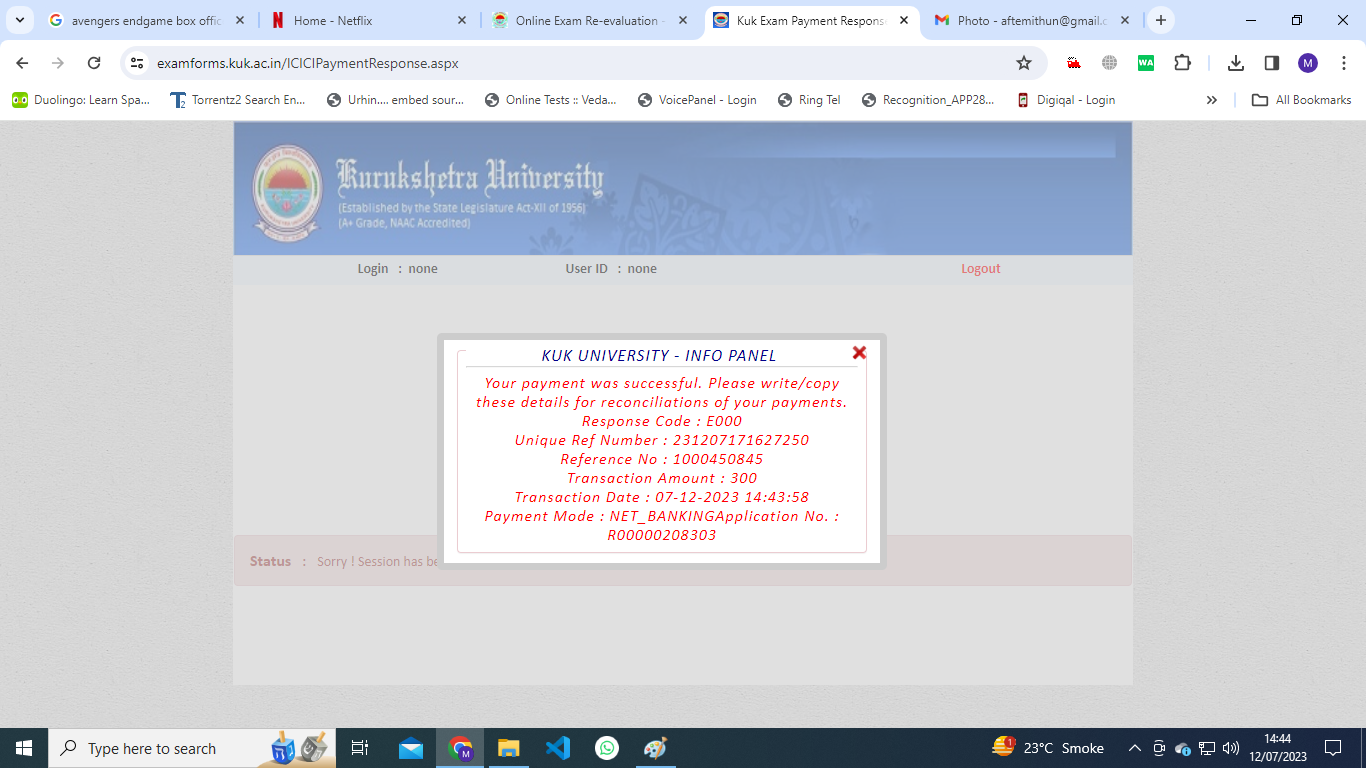 avengers endgame box offic
Home - Netflix
Online Exam Re-evaluation -
Kuk Exam Payment Response
Photo - aftemithun@gmail.c
examforms.kuk.ac.in/ICICIPaymentResponse.aspx
WA
M
Duolingo: Learn Spa...
Torrentz2 Search En...
Urhin.... embed sour...
Online Tests :: Veda...
VoicePanel - Login
Ring Tel
Recognition_APP28...
Digiqal - Login
All Bookmarks
Kurukshetra University
(Established by the State Legislature Act-XII of 1956)
(A+ Grade, NAAC Accredited)
Login : none User ID : none Logout
KUK UNIVERSITY - INFO PANEL
Your payment was successful. Please write/copy
these details for reconciliations of your payments.
Response Code : E000
Unique Ref Number : 231207171627250
Reference No : 1000450845
Transaction Amount : 300
Transaction Date : 07-12-2023 14:43:58
Payment Mode : NET_BANKINGApplication No. :
R00000208303
Status : Sorry ! Session has be
Type here to search
M
1
23°C Smoke
14:44
12/07/2023